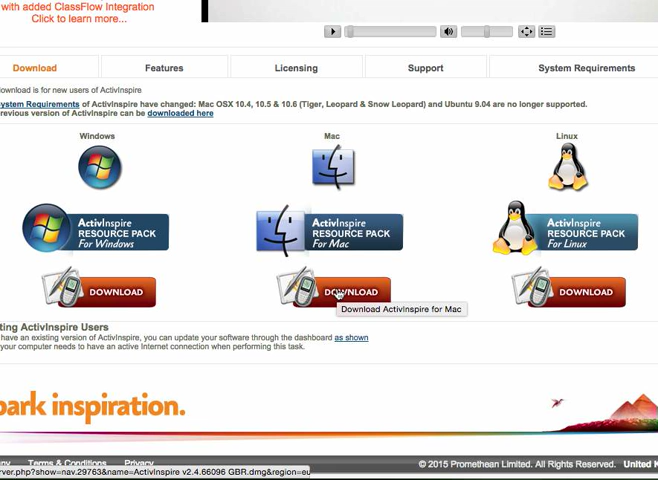 with added ClassFlow Integration
Click to learn more...
Download
Features
Licensing
Support
System Requirements
download is for new users of ActivInspire
System Requirements of ActivInspire have changed: Mac OSX 10.4, 10.5 & 10.6 (Tiger, Leopard & Snow Leopard) and Ubuntu 9.04 are no longer supported.
previous version of ActivInspire can be downloaded here
Windows
Mac
Linux
ActivInspire
RESOURCE PACK
For Windows
ActivInspire
RESOURCE PACK
For Mac
ActivInspire
RESOURCE PACK
For Linux
DOWNLOAD
DOWNLOAD
DOWNLOAD
Download ActivInspire for Mac
ting ActivInspire Users
have an existing version of ActivInspire, you can update your software through the dashboard as shown
your computer needs to have an active Internet connection when performing this task.
park inspiration.
Terms & Conditions
Privacy
© 2015 Promethean Limited. All Rights Reserved.
United K
rver.php?show=nav.29763&name=ActivInspire v2.4.66096 GBR.dmg&region=eu